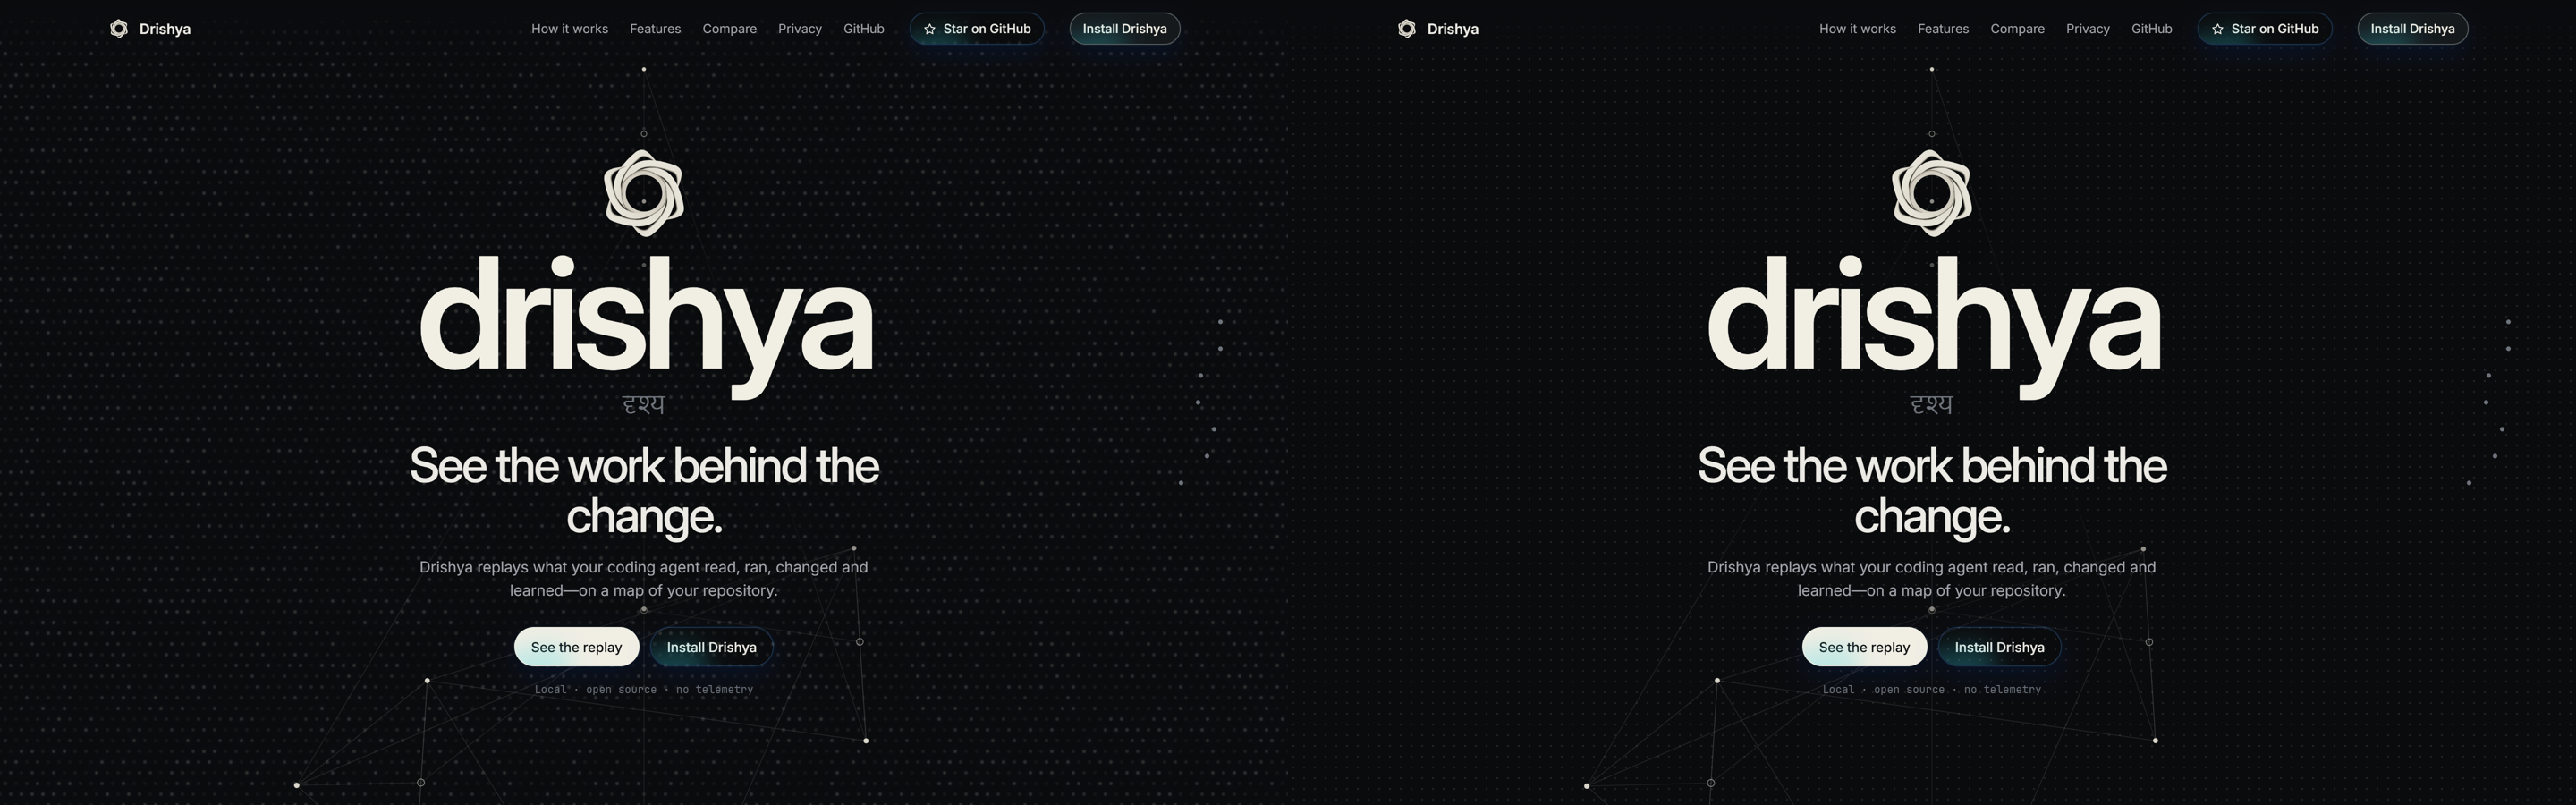 Drishya
How it works
Features
Compare
Privacy
GitHub
Star on GitHub
Install Drishya
drishya
दृश्य
See the work behind the
change.
Drishya replays what your coding agent read, ran, changed and
learned—on a map of your repository.
See the replay
Install Drishya
Local · open source · no telemetry
Drishya
How it works
Features
Compare
Privacy
GitHub
Star on GitHub
Install Drishya
drishya
दृश्य
See the work behind the
change.
Drishya replays what your coding agent read, ran, changed and
learned—on a map of your repository.
See the replay
Install Drishya
Local · open source · no telemetry